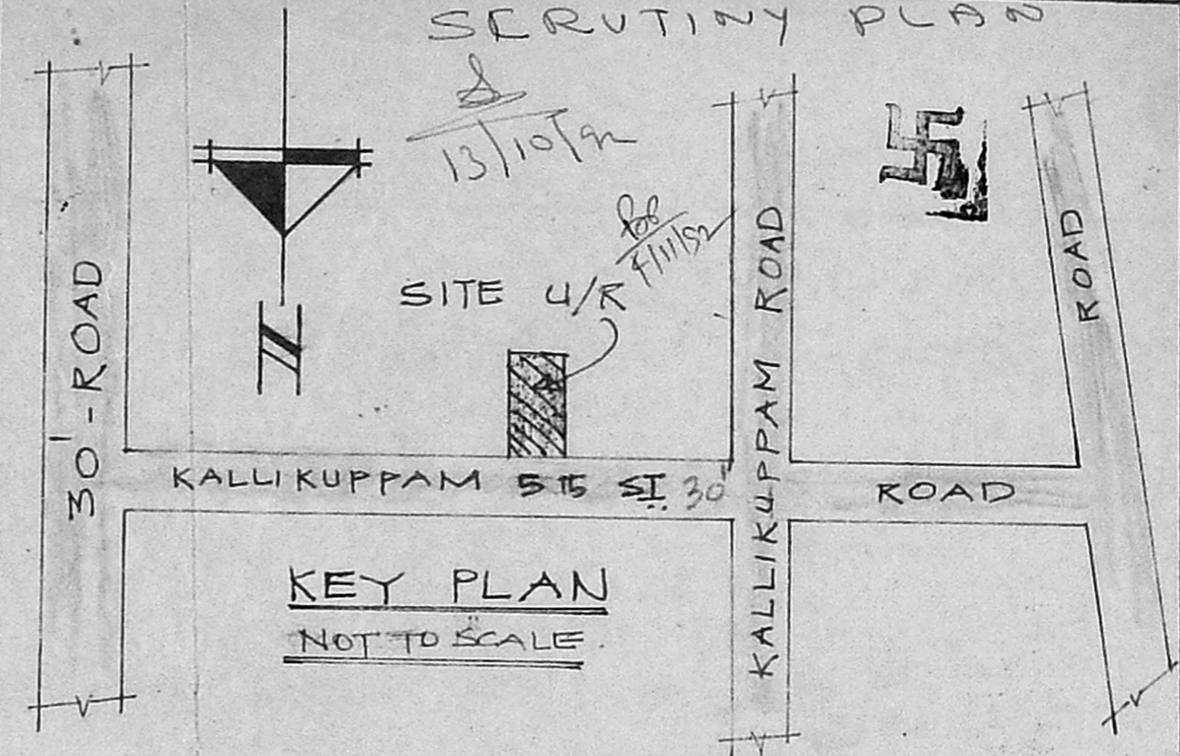 SCRUTINY PLAN
13/10/92
SITE U/R
30'-ROAD
KALLIKUPPAM ROAD
ROAD
KALLIKUPPAM 5TH ST. 30'
ROAD
KEY PLAN
NOT TO SCALE.
N